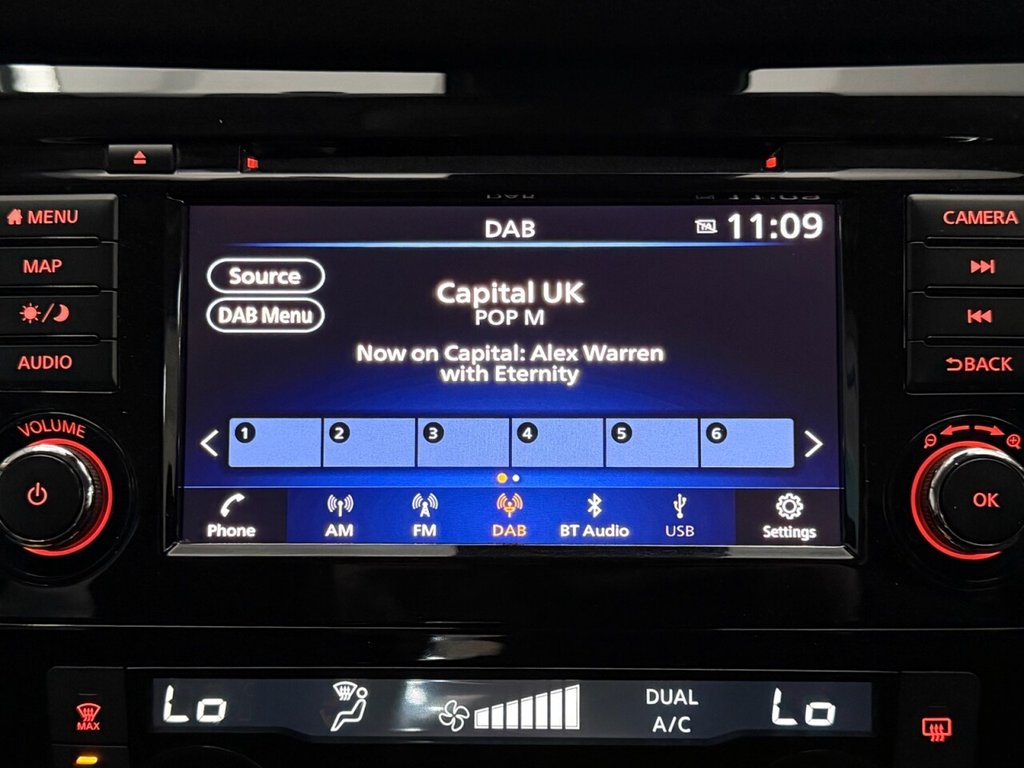 MENU
MAP
AUDIO
VOLUME
DAB
TA
11:09
Source
DAB Menu
Capital UK
POP M
Now on Capital: Alex Warren
with Eternity
1
2
3
4
5
6
Phone
AM
FM
DAB
BT Audio
USB
Settings
CAMERA
BACK
OK
MAX
Lo
DUAL
A/C
Lo